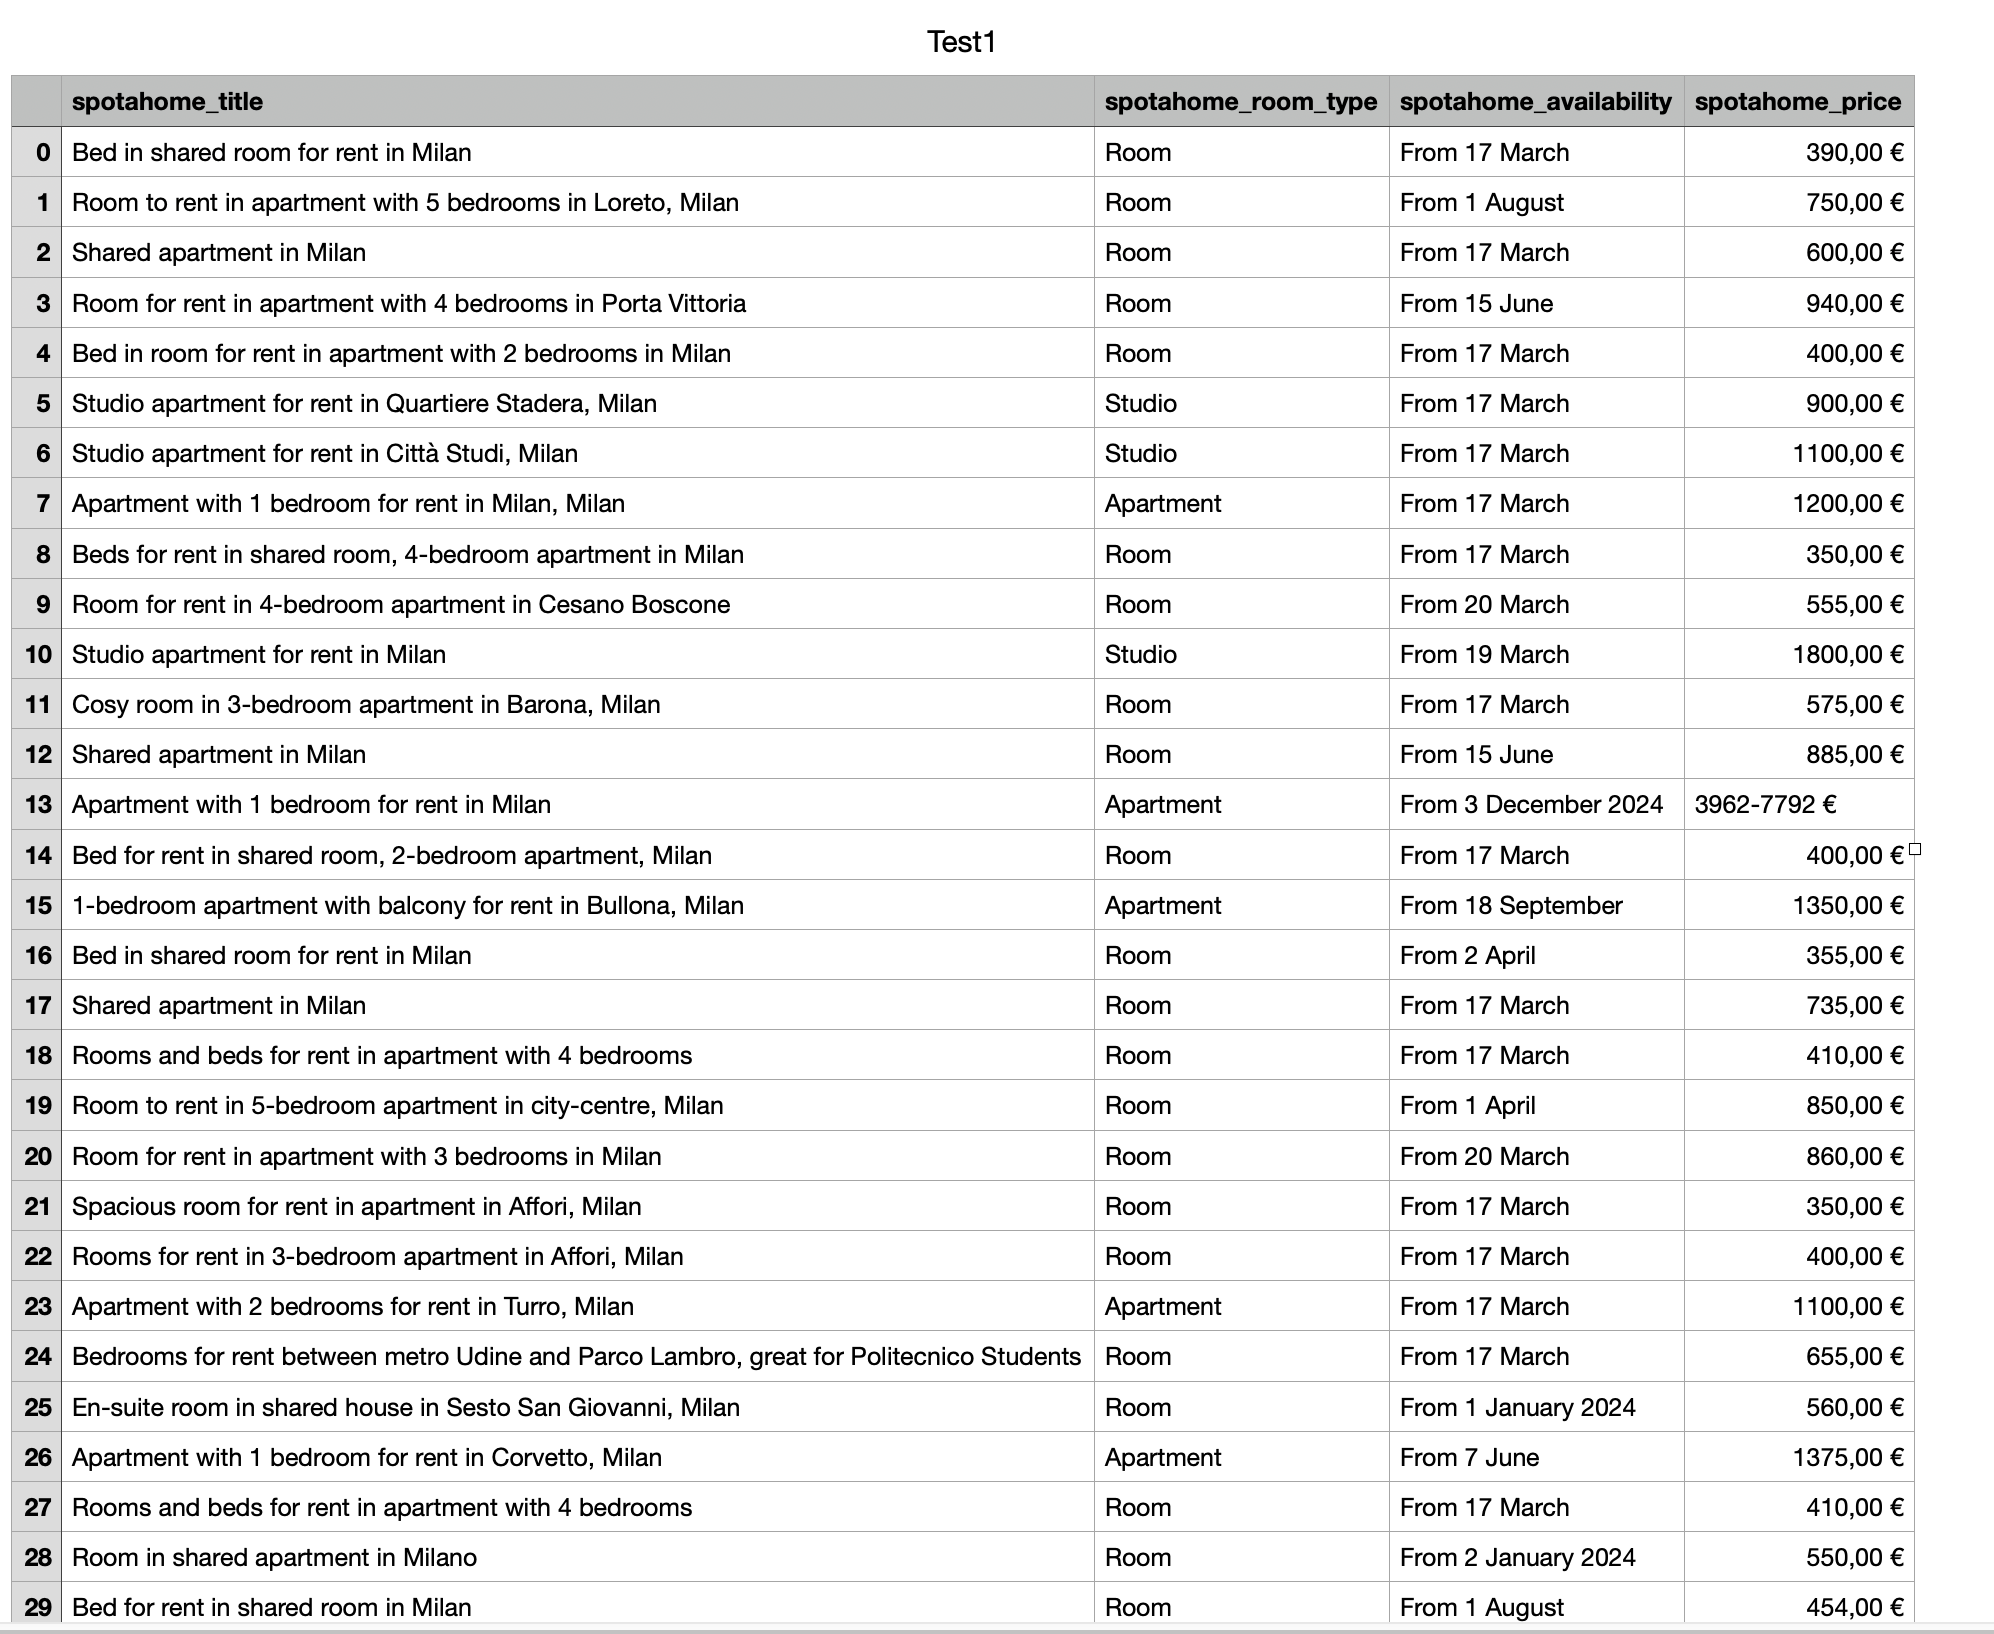 Test1
spotahome_title spotahome_room_type spotahome_availability spotahome_price
0 Bed in shared room for rent in Milan Room From 17 March 390,00 €
1 Room to rent in apartment with 5 bedrooms in Loreto, Milan Room From 1 August 750,00 €
2 Shared apartment in Milan Room From 17 March 600,00 €
3 Room for rent in apartment with 4 bedrooms in Porta Vittoria Room From 15 June 940,00 €
4 Bed in room for rent in apartment with 2 bedrooms in Milan Room From 17 March 400,00 €
5 Studio apartment for rent in Quartiere Stadera, Milan Studio From 17 March 900,00 €
6 Studio apartment for rent in Città Studi, Milan Studio From 17 March 1100,00 €
7 Apartment with 1 bedroom for rent in Milan, Milan Apartment From 17 March 1200,00 €
8 Beds for rent in shared room, 4-bedroom apartment in Milan Room From 17 March 350,00 €
9 Room for rent in 4-bedroom apartment in Cesano Boscone Room From 20 March 555,00 €
10 Studio apartment for rent in Milan Studio From 19 March 1800,00 €
11 Cosy room in 3-bedroom apartment in Barona, Milan Room From 17 March 575,00 €
12 Shared apartment in Milan Room From 15 June 885,00 €
13 Apartment with 1 bedroom for rent in Milan Apartment From 3 December 2024 3962-7792 €
14 Bed for rent in shared room, 2-bedroom apartment, Milan Room From 17 March 400,00 €
15 1-bedroom apartment with balcony for rent in Bullona, Milan Apartment From 18 September 1350,00 €
16 Bed in shared room for rent in Milan Room From 2 April 355,00 €
17 Shared apartment in Milan Room From 17 March 735,00 €
18 Rooms and beds for rent in apartment with 4 bedrooms Room From 17 March 410,00 €
19 Room to rent in 5-bedroom apartment in city-centre, Milan Room From 1 April 850,00 €
20 Room for rent in apartment with 3 bedrooms in Milan Room From 20 March 860,00 €
21 Spacious room for rent in apartment in Affori, Milan Room From 17 March 350,00 €
22 Rooms for rent in 3-bedroom apartment in Affori, Milan Room From 17 March 400,00 €
23 Apartment with 2 bedrooms for rent in Turro, Milan Apartment From 17 March 1100,00 €
24 Bedrooms for rent between metro Udine and Parco Lambro, great for Politecnico Students Room From 17 March 655,00 €
25 En-suite room in shared house in Sesto San Giovanni, Milan Room From 1 January 2024 560,00 €
26 Apartment with 1 bedroom for rent in Corvetto, Milan Apartment From 7 June 1375,00 €
27 Rooms and beds for rent in apartment with 4 bedrooms Room From 17 March 410,00 €
28 Room in shared apartment in Milano Room From 2 January 2024 550,00 €
29 Bed for rent in shared room in Milan Room From 1 August 454,00 €